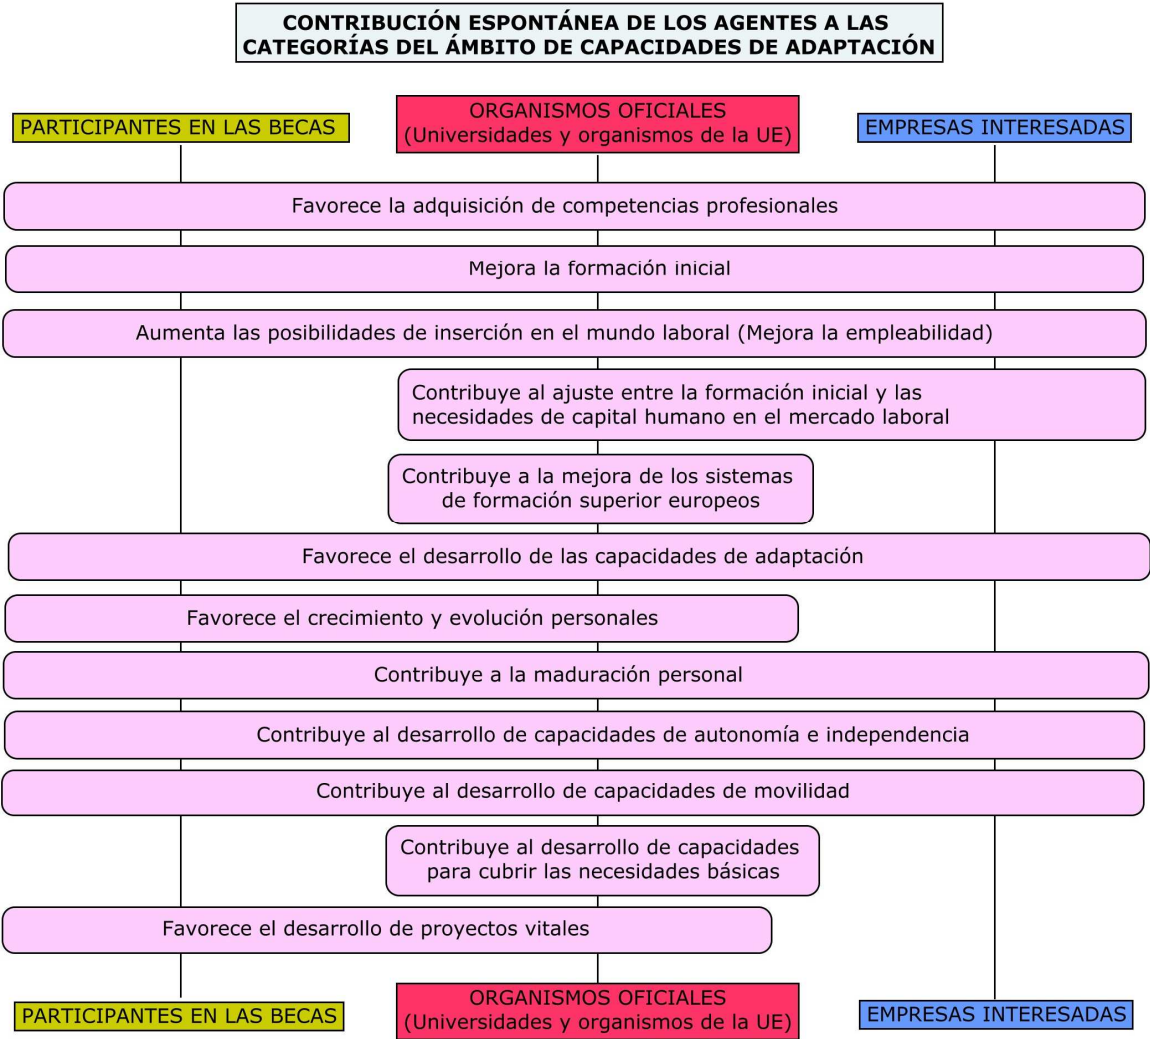 CONTRIBUCIÓN ESPONTÁNEA DE LOS AGENTES A LAS
CATEGORÍAS DEL ÁMBITO DE CAPACIDADES DE ADAPTACIÓN
PARTICIPANTES EN LAS BECAS
ORGANISMOS OFICIALES
(Universidades y organismos de la UE)
EMPRESAS INTERESADAS
Favorece la adquisición de competencias profesionales
Mejora la formación inicial
Aumenta las posibilidades de inserción en el mundo laboral (Mejora la empleabilidad)
Contribuye al ajuste entre la formación inicial y las
necesidades de capital humano en el mercado laboral
Contribuye a la mejora de los sistemas
de formación superior europeos
Favorece el desarrollo de las capacidades de adaptación
Favorece el crecimiento y evolución personales
Contribuye a la maduración personal
Contribuye al desarrollo de capacidades de autonomía e independencia
Contribuye al desarrollo de capacidades de movilidad
Contribuye al desarrollo de capacidades
para cubrir las necesidades básicas
Favorece el desarrollo de proyectos vitales
PARTICIPANTES EN LAS BECAS
ORGANISMOS OFICIALES
(Universidades y organismos de la UE)
EMPRESAS INTERESADAS